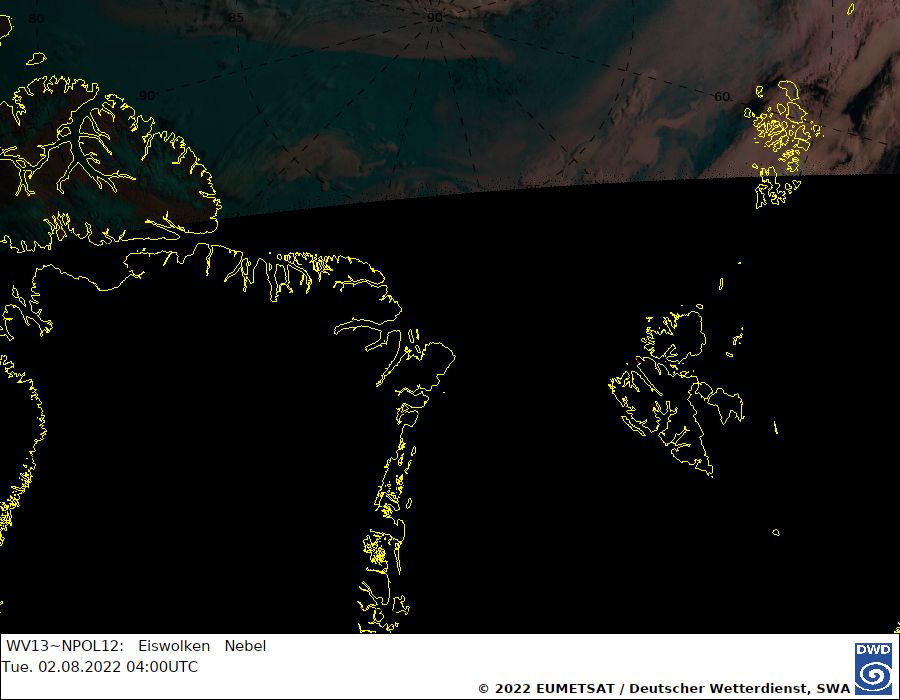 80 85 90
90 60
WV13~NPOL12: Eiswolken Nebel
Tue. 02.08.2022 04:00UTC
© 2022 EUMETSAT / Deutscher Wetterdienst, SWA
DWD